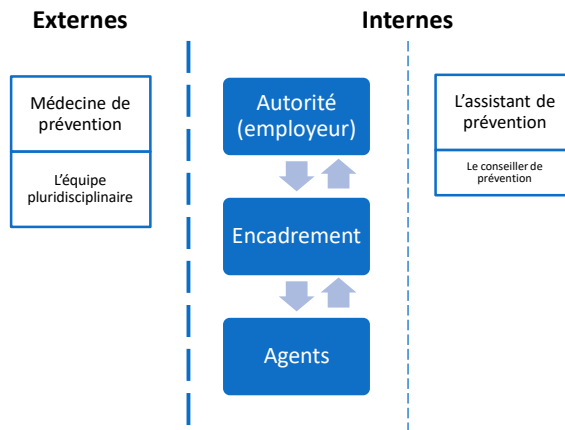 Externes
Internes
Médecine de
prévention
L'équipe
pluridisciplinaire
Autorité
(employeur)
Encadrement
Agents
L'assistant de
prévention
Le conseiller de
prévention